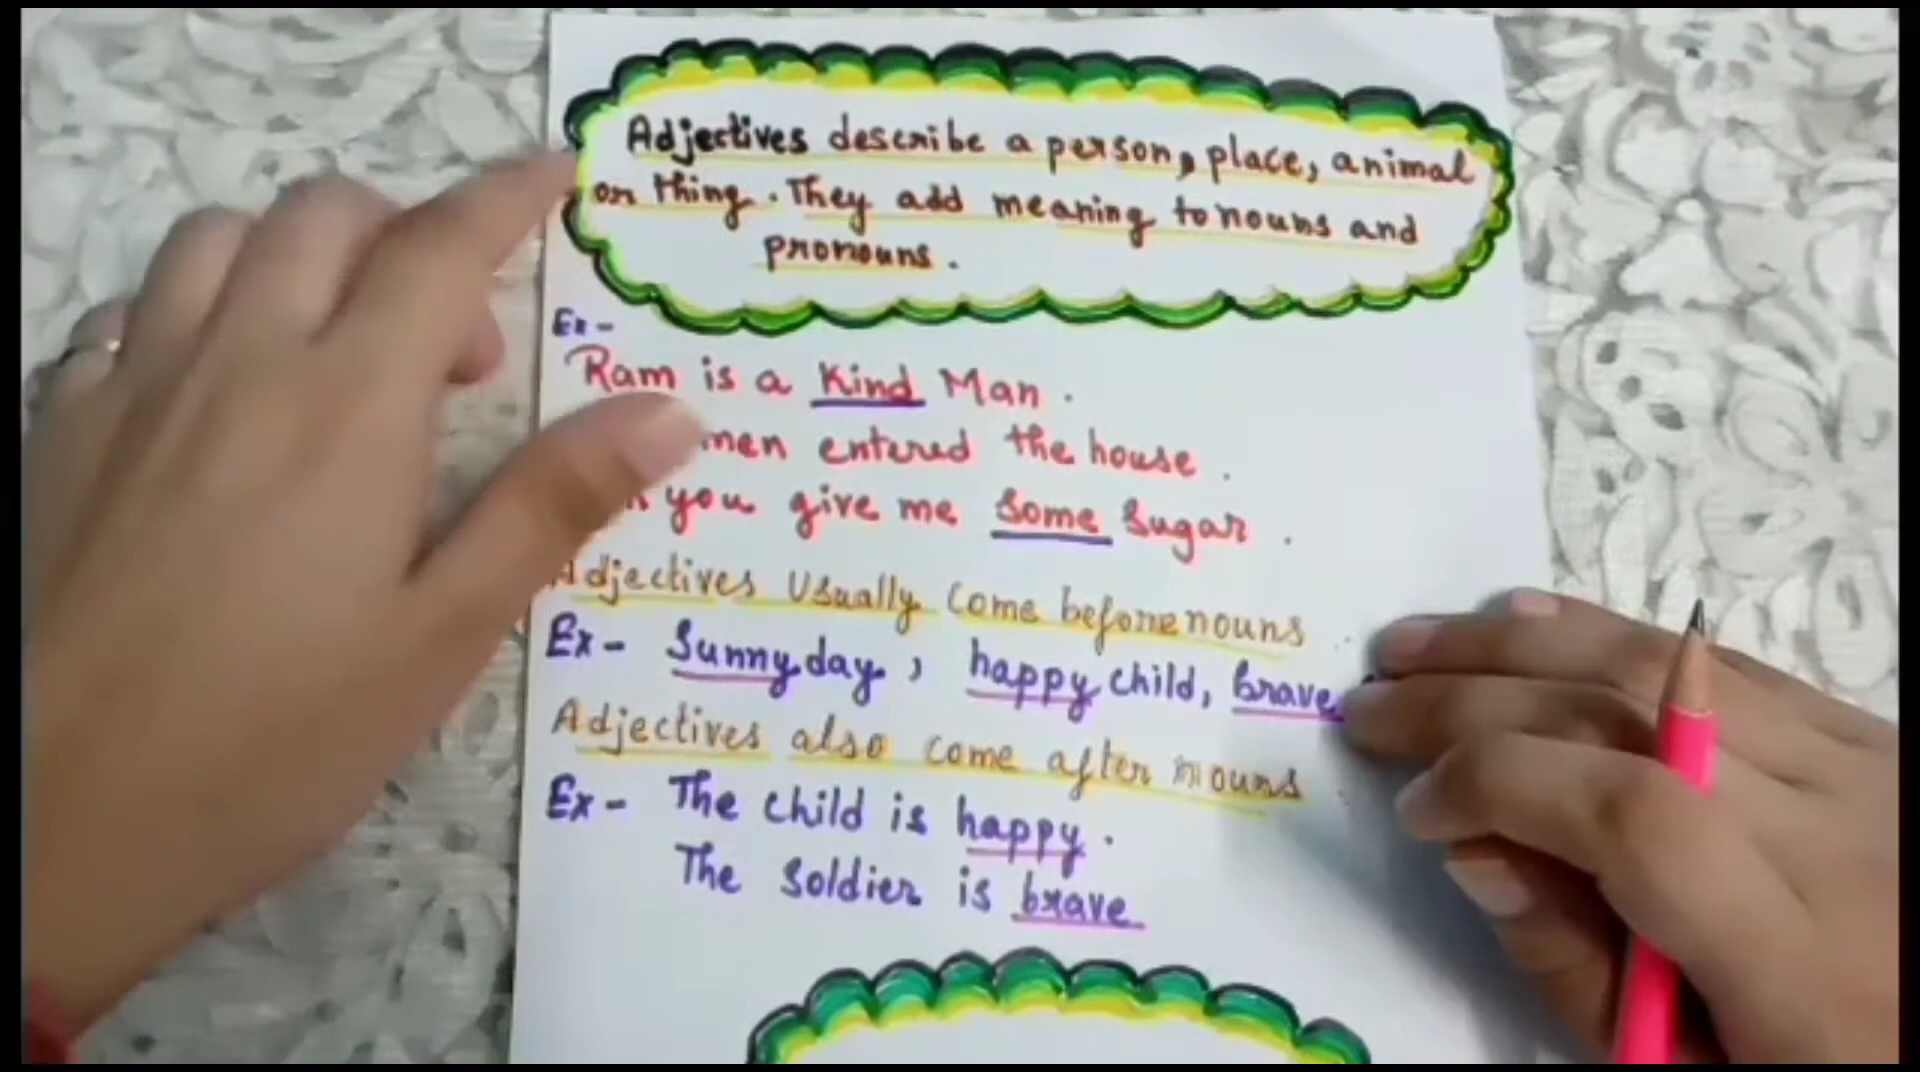 Adjectives describe a person, place, animal
or thing. They add meaning to nouns and
pronouns.
Ex-
Ram is a Kind Man.
men entered the house.
you give me Some Sugar.
Adjectives Usually Come before nouns
Ex- Sunny day, happy child, brave
Adjectives also come after nouns
Ex- The child is happy.
The Soldier is brave